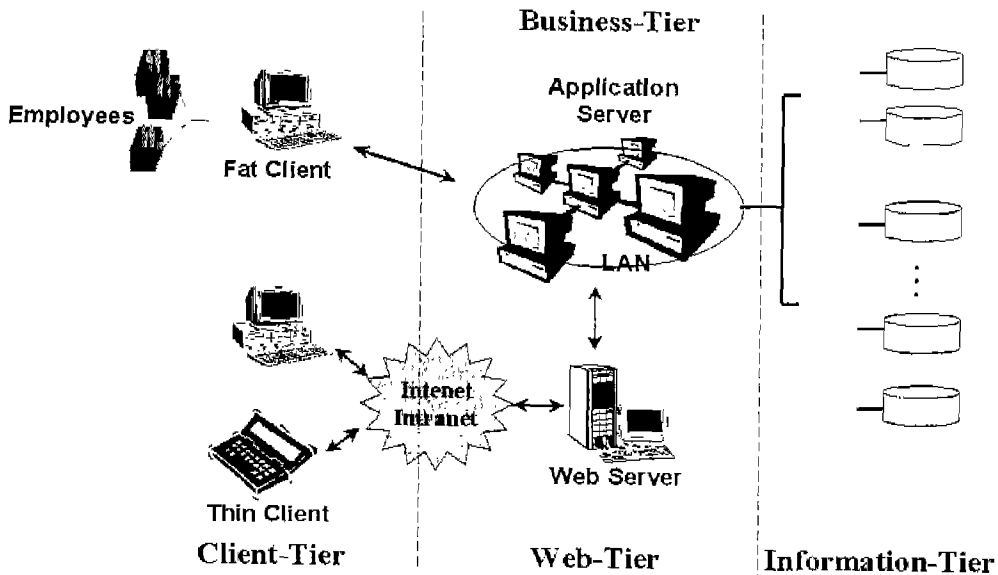 Business-Tier
Application
Server
Employees
Fat Client
LAN
Intenet
Intranet
Web Server
Thin Client
Client-Tier
Web-Tier
Information-Tier